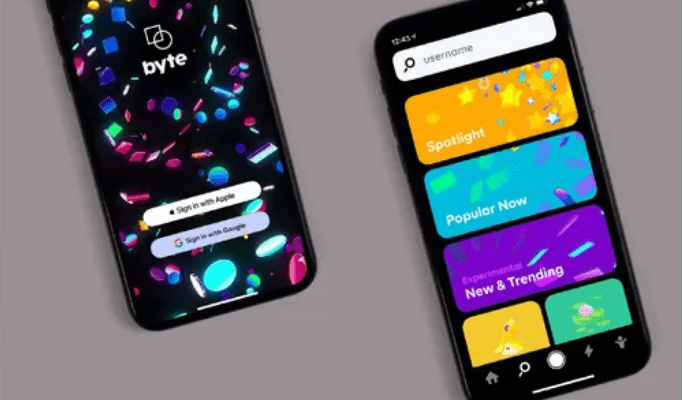 byte
Sign in with Apple
Sign in with Google
12:43
username
Spotlight
Popular Now
Experimental
New & Trending